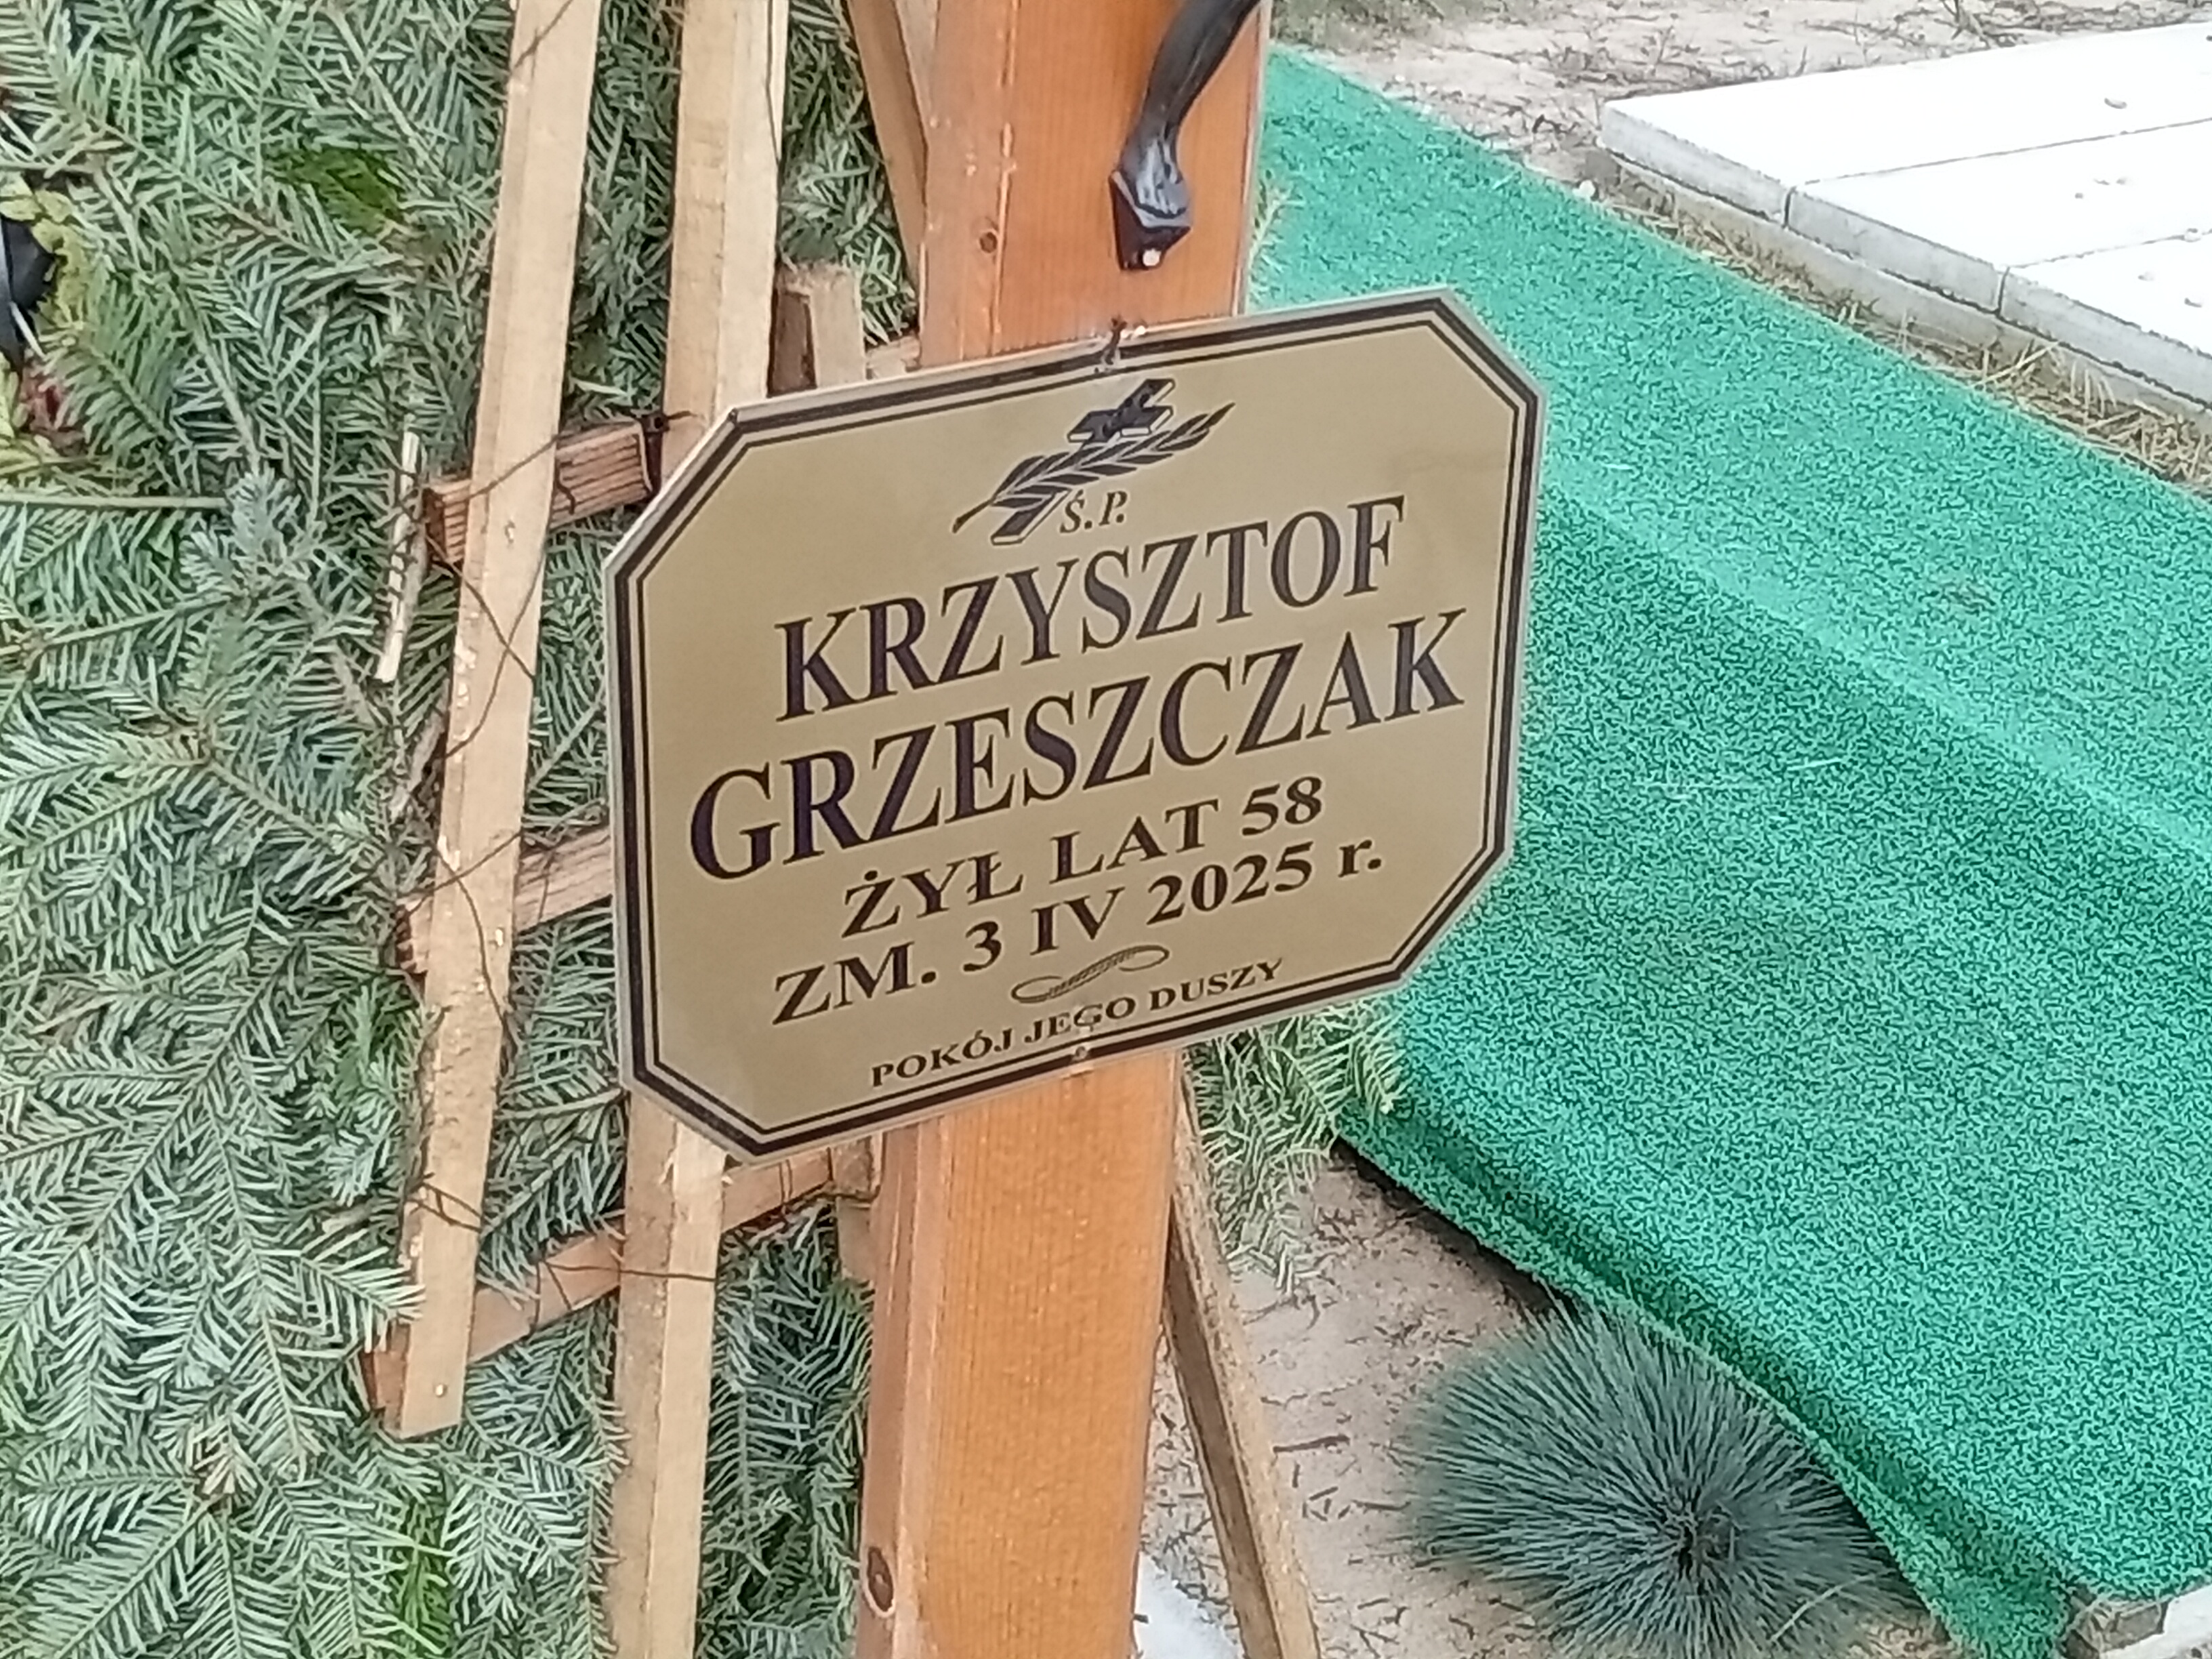 Ś.P.
KRZYSZTOF
GRZESZCZAK
ŻYŁ LAT 58
ZM. 3 IV 2025 r.
POKÓJ JEGO DUSZY